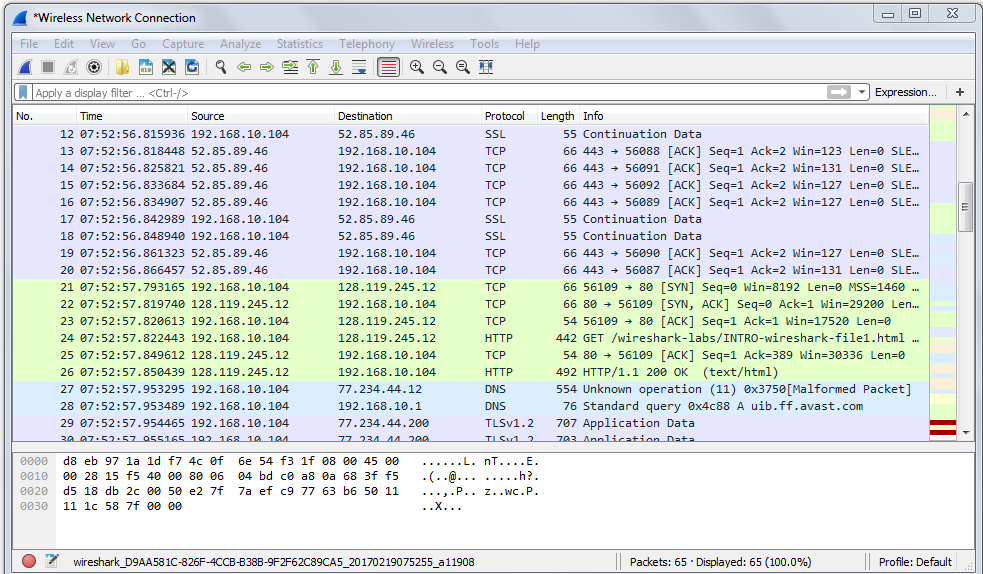 *Wireless Network Connection
File Edit View Go Capture Analyze Statistics Telephony Wireless Tools Help
Apply a display filter ... <Ctrl-/> Expression... +
No. Time Source Destination Protocol Length Info
12 07:52:56.815936 192.168.10.104 52.85.89.46 SSL 55 Continuation Data
13 07:52:56.818448 52.85.89.46 192.168.10.104 TCP 66 443 → 56088 [ACK] Seq=1 Ack=2 Win=123 Len=0 SLE…
14 07:52:56.825821 52.85.89.46 192.168.10.104 TCP 66 443 → 56091 [ACK] Seq=1 Ack=2 Win=131 Len=0 SLE…
15 07:52:56.833684 52.85.89.46 192.168.10.104 TCP 66 443 → 56092 [ACK] Seq=1 Ack=2 Win=127 Len=0 SLE…
16 07:52:56.834907 52.85.89.46 192.168.10.104 TCP 66 443 → 56089 [ACK] Seq=1 Ack=2 Win=127 Len=0 SLE…
17 07:52:56.842989 192.168.10.104 52.85.89.46 SSL 55 Continuation Data
18 07:52:56.848940 192.168.10.104 52.85.89.46 SSL 55 Continuation Data
19 07:52:56.861323 52.85.89.46 192.168.10.104 TCP 66 443 → 56090 [ACK] Seq=1 Ack=2 Win=127 Len=0 SLE…
20 07:52:56.866457 52.85.89.46 192.168.10.104 TCP 66 443 → 56087 [ACK] Seq=1 Ack=2 Win=131 Len=0 SLE…
21 07:52:57.793165 192.168.10.104 128.119.245.12 TCP 66 56109 → 80 [SYN] Seq=0 Win=8192 Len=0 MSS=1460 …
22 07:52:57.819740 128.119.245.12 192.168.10.104 TCP 66 80 → 56109 [SYN, ACK] Seq=0 Ack=1 Win=29200 Len…
23 07:52:57.820613 192.168.10.104 128.119.245.12 TCP 54 56109 → 80 [ACK] Seq=1 Ack=1 Win=17520 Len=0
24 07:52:57.822443 192.168.10.104 128.119.245.12 HTTP 442 GET /wireshark-labs/INTRO-wireshark-file1.html …
25 07:52:57.849612 128.119.245.12 192.168.10.104 TCP 54 80 → 56109 [ACK] Seq=1 Ack=389 Win=30336 Len=0
26 07:52:57.850439 128.119.245.12 192.168.10.104 HTTP 492 HTTP/1.1 200 OK (text/html)
27 07:52:57.953295 192.168.10.104 77.234.44.12 DNS 554 Unknown operation (11) 0x3750[Malformed Packet]
28 07:52:57.953489 192.168.10.104 192.168.10.1 DNS 76 Standard query 0x4c88 A uib.ff.avast.com
29 07:52:57.954465 192.168.10.104 77.234.44.200 TLSv1.2 707 Application Data
30 07:52:57.955165 192.168.10.104 77.234.44.200 TLSv1.2 703 Application Data
0000 d8 eb 97 1a 1d f7 4c 0f 6e 54 f3 1f 08 00 45 00 ......L. nT....E.
0010 00 28 15 f5 40 00 80 06 04 bd c0 a8 0a 68 3f f5 .(..@... .....h?.
0020 d5 18 db 2c 00 50 e2 7f 7a ef c9 77 63 b6 50 11 ...,.P.. z..wc.P.
0030 11 1c 58 7f 00 00 ..X...
wireshark_D9AA581C-826F-4CCB-B38B-9F2F62C89CA5_20170219075255_a11908 Packets: 65 · Displayed: 65 (100.0%) Profile: Default